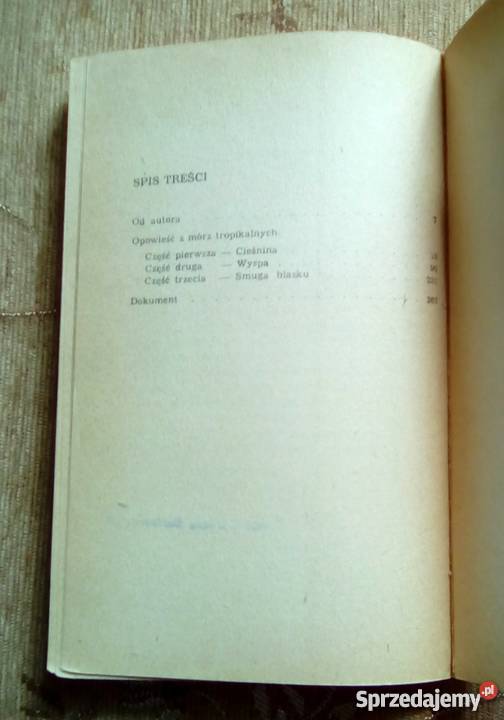 SPIS TREŚCI
Od autora 7
Opowieść z mórz tropikalnych
Część pierwsza — Cieśnina
Część druga — Wyspa
Część trzecia — Smuga blasku
Dokument
Sprzedajemy.pl